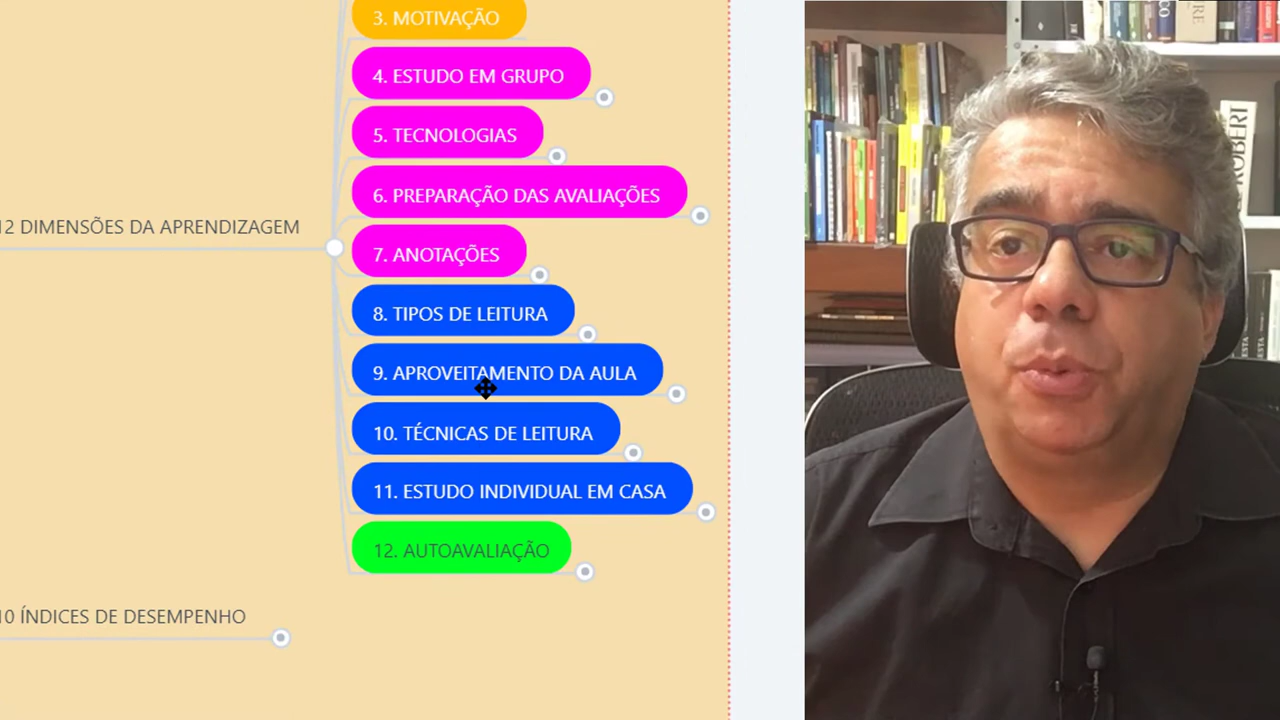 3. MOTIVAÇÃO
4. ESTUDO EM GRUPO
5. TECNOLOGIAS
6. PREPARAÇÃO DAS AVALIAÇÕES
12 DIMENSÕES DA APRENDIZAGEM
7. ANOTAÇÕES
8. TIPOS DE LEITURA
9. APROVEITAMENTO DA AULA
10. TÉCNICAS DE LEITURA
11. ESTUDO INDIVIDUAL EM CASA
12. AUTOAVALIAÇÃO
10 ÍNDICES DE DESEMPENHO